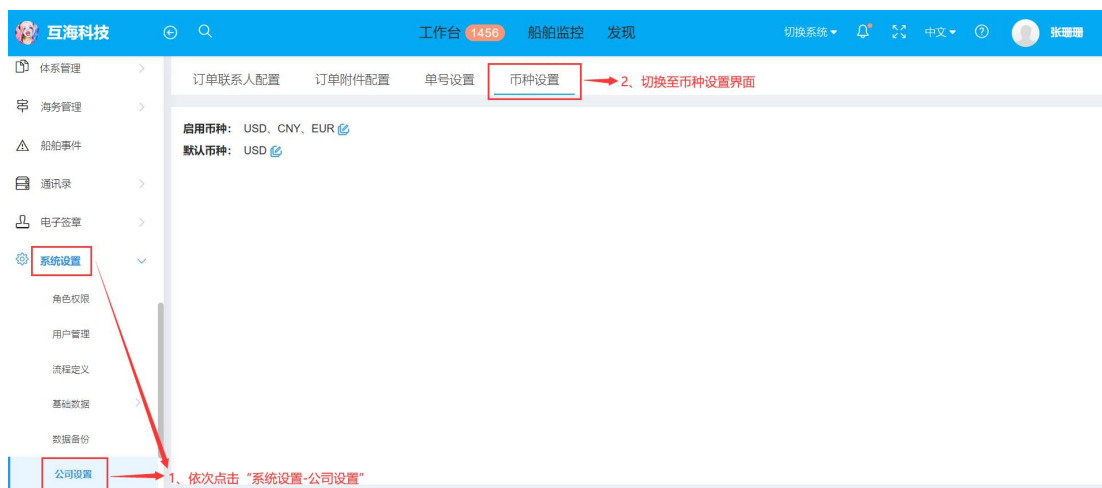 互海科技
工作台 1456 船舶监控 发现
切换系统 中文 张珊珊
体系管理
海务管理
船舶事件
通讯录
电子签章
系统设置
角色权限
用户管理
流程定义
基础数据
数据备份
公司设置
订单联系人配置 订单附件配置 单号设置 币种设置
2、切换至币种设置界面
启用币种： USD、CNY、EUR
默认币种： USD
1、依次点击“系统设置-公司设置”